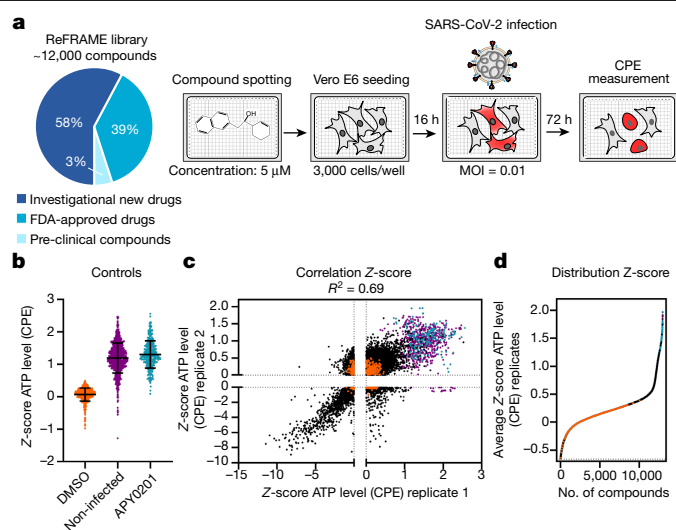 a
ReFRAME library
~12,000 compounds
58%
39%
3%
Investigational new drugs
FDA-approved drugs
Pre-clinical compounds
Compound spotting
OH
Concentration: 5 μM
Vero E6 seeding
3,000 cells/well
16 h
SARS-CoV-2 infection
MOI = 0.01
72 h
CPE
measurement
b
Controls
Z-score ATP level (CPE)
3
2
1
0
−1
−2
DMSO
Non-infected
APY0201
c
Correlation Z-score
R² = 0.69
Z-score ATP level
(CPE) replicate 2
2.0
1.5
1.0
0.5
0
0
−2
−4
−6
−8
−10
−15
−10
−5
0
1
2
3
Z-score ATP level (CPE) replicate 1
d
Distribution Z-score
Average Z-score ATP level
(CPE) replicates
2.0
1.5
1.0
0.5
0
−0.5
0
5,000
10,000
No. of compounds